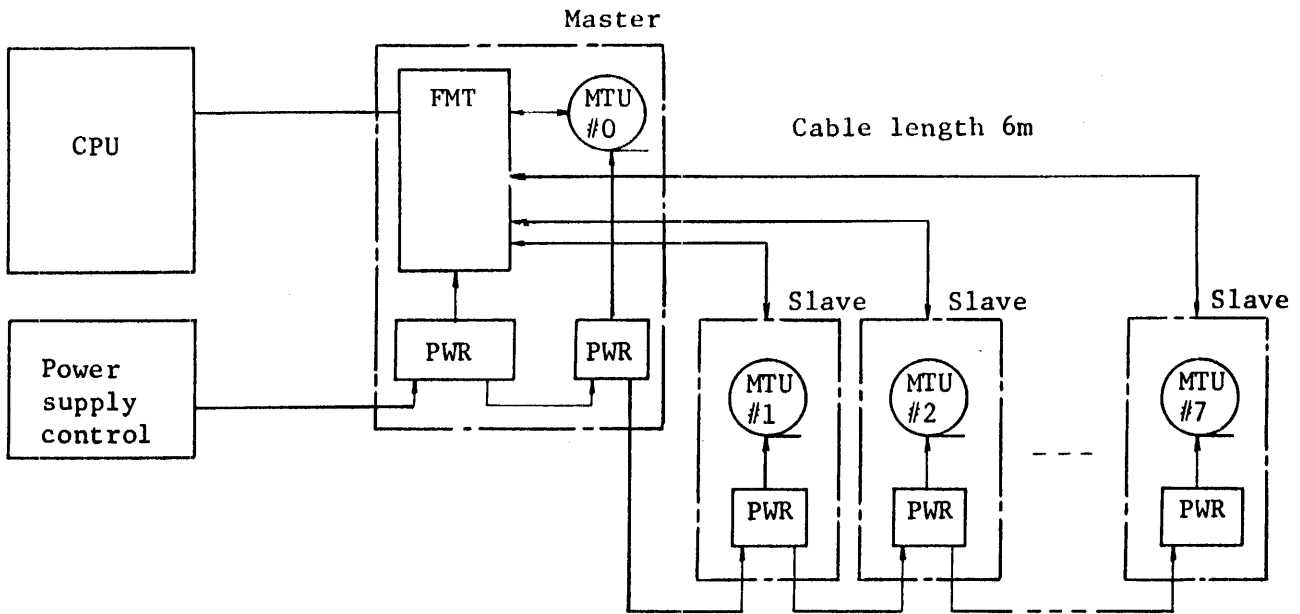 Master
CPU
FMT
MTU
#0
Cable length 6m
Power
supply
control
PWR
PWR
Slave
Slave
Slave
MTU
#1
MTU
#2
MTU
#7
PWR
PWR
PWR